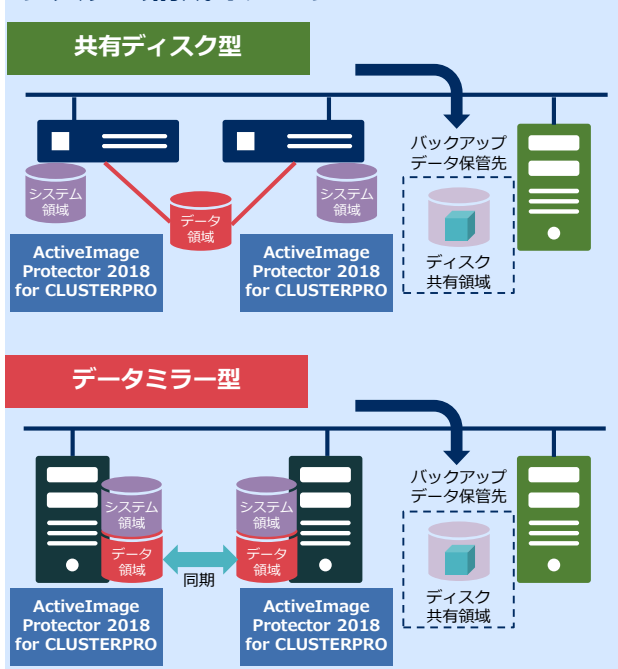 共有ディスク型
バックアップ
データ保管先
システム
領域
データ
領域
システム
領域
ディスク
共有領域
ActiveImage
Protector 2018
for CLUSTERPRO
ActiveImage
Protector 2018
for CLUSTERPRO
データミラー型
バックアップ
データ保管先
システム
領域
データ
領域
同期
システム
領域
データ
領域
ディスク
共有領域
ActiveImage
Protector 2018
for CLUSTERPRO
ActiveImage
Protector 2018
for CLUSTERPRO